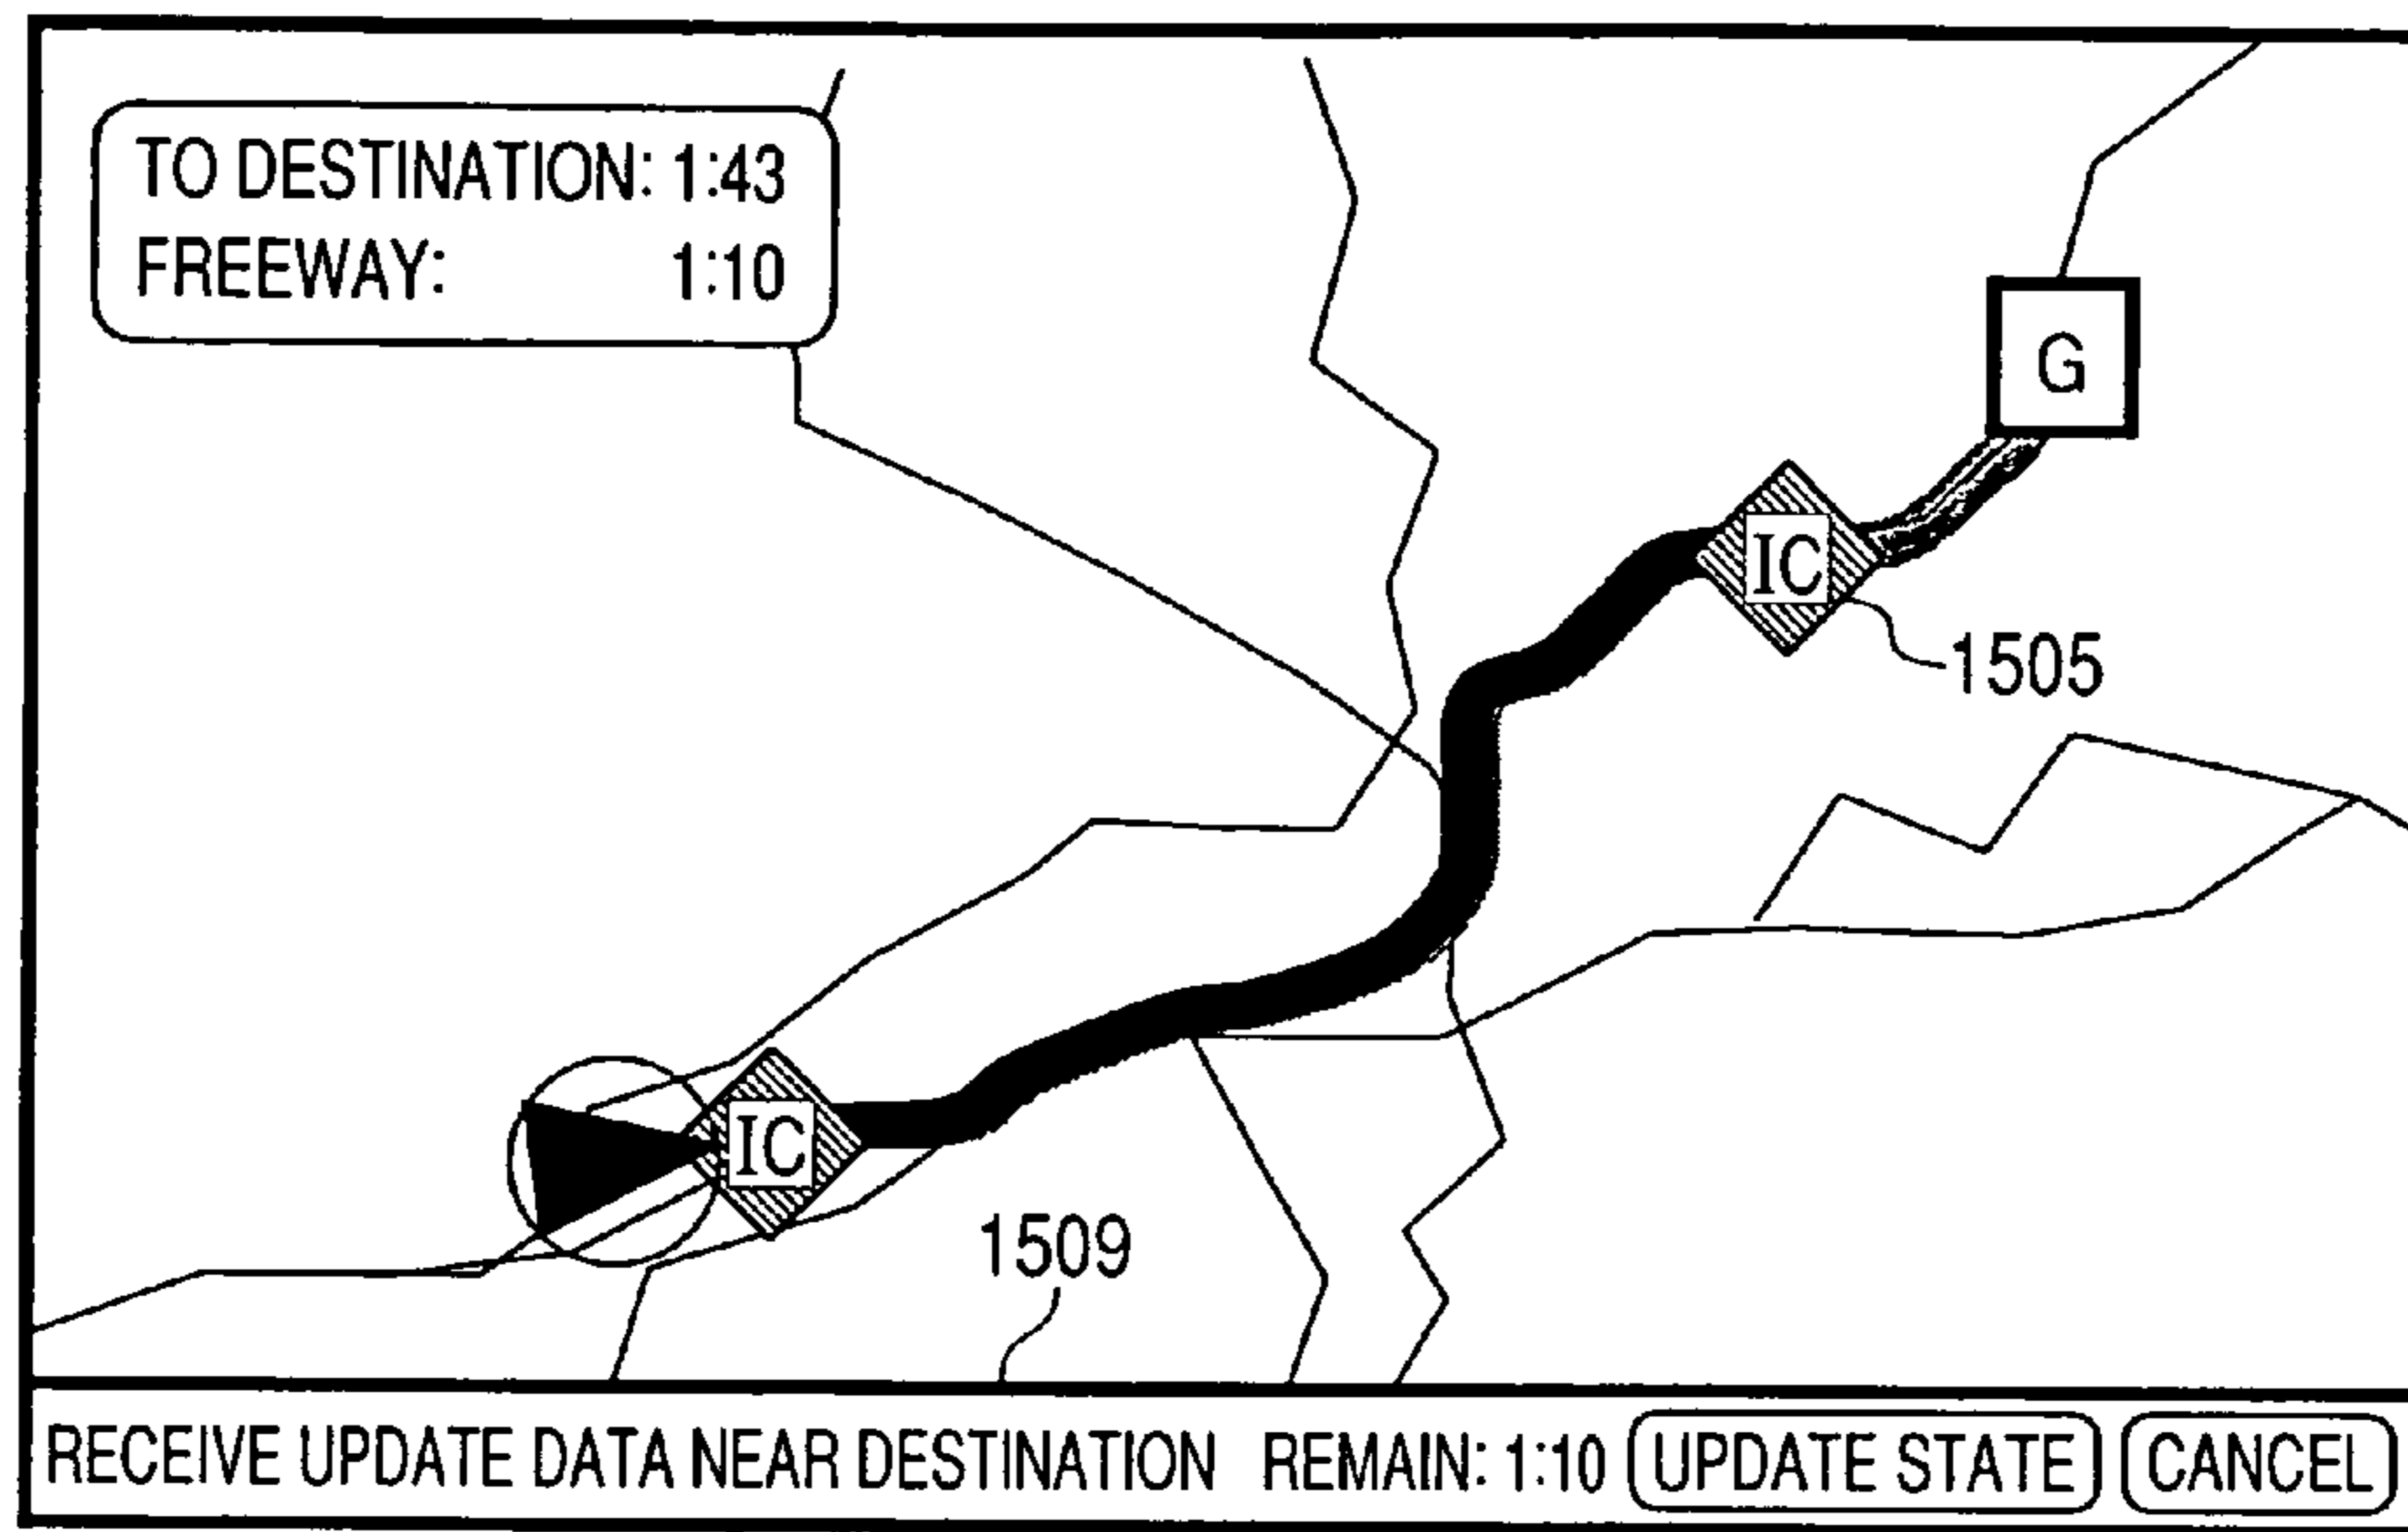 TO DESTINATION: 1:43
FREEWAY: 1:10
G
IC
1505
IC
1509
RECEIVE UPDATE DATA NEAR DESTINATION REMAIN: 1:10 UPDATE STATE CANCEL